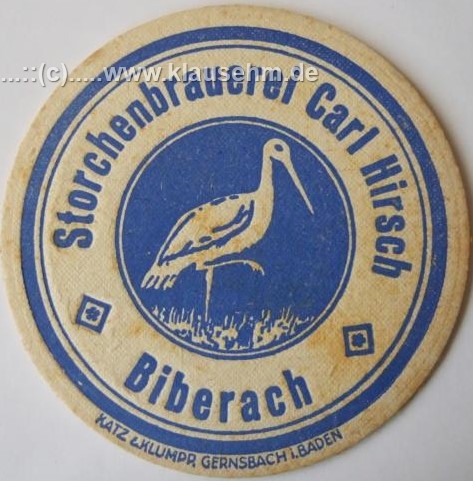 ...::(c).....www.klausehm.de
Storchenbrauerei Carl Hirsch
Biberach
KATZ & KLUMPP, GERNSBACH i. BADEN